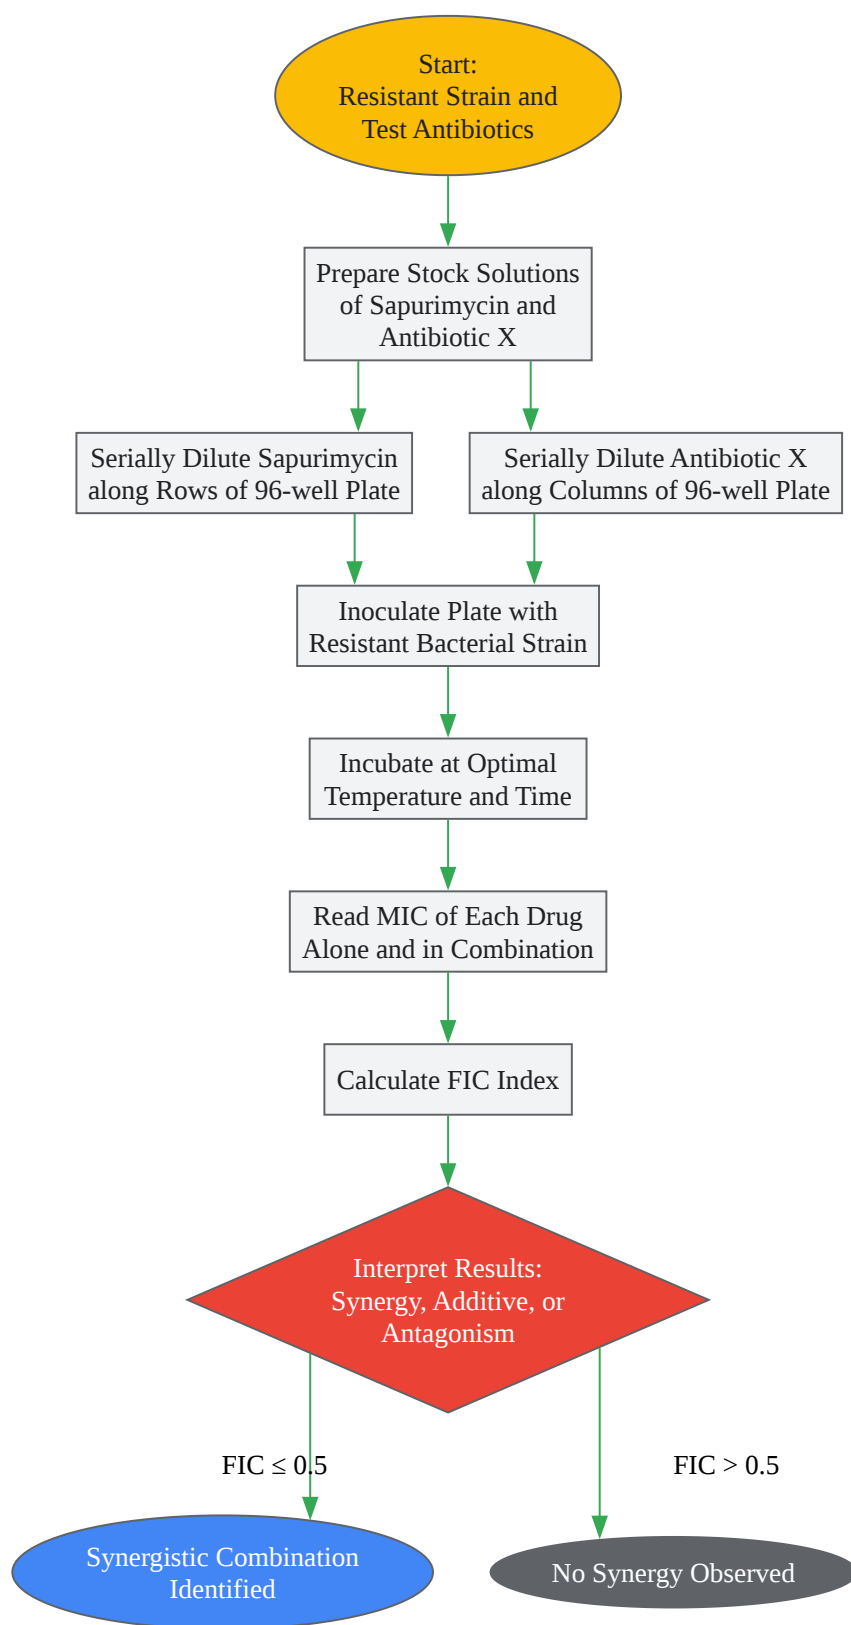 Start:
Resistant Strain and
Test Antibiotics
Prepare Stock Solutions
of Sapurimycin and
Antibiotic X
Serially Dilute Sapurimycin
along Rows of 96-well Plate
Serially Dilute Antibiotic X
along Columns of 96-well Plate
Inoculate Plate with
Resistant Bacterial Strain
Incubate at Optimal
Temperature and Time
Read MIC of Each Drug
Alone and in Combination
Calculate FIC Index
Interpret Results:
Synergy, Additive, or
Antagonism
FIC ≤ 0.5
FIC > 0.5
Synergistic Combination
Identified
No Synergy Observed